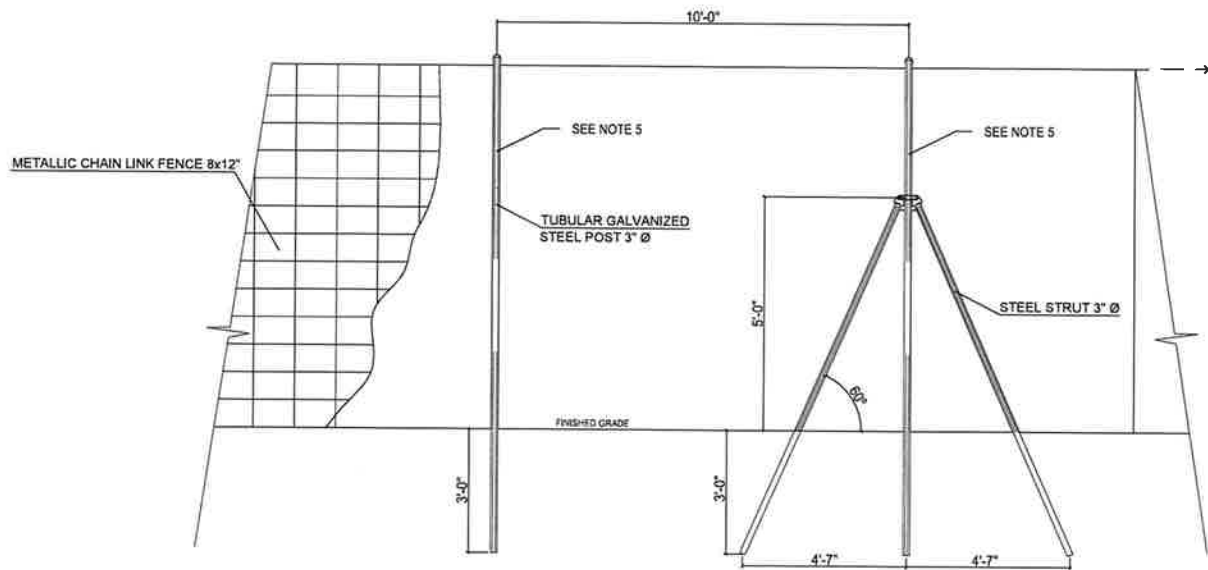 10'-0"
SEE NOTE 5
SEE NOTE 5
METALLIC CHAIN LINK FENCE 8x12"
TUBULAR GALVANIZED
STEEL POST 3" Ø
5'-0"
STEEL STRUT 3" Ø
60°
FINISHED GRADE
3'-0"
3'-0"
4'-7"
4'-7"